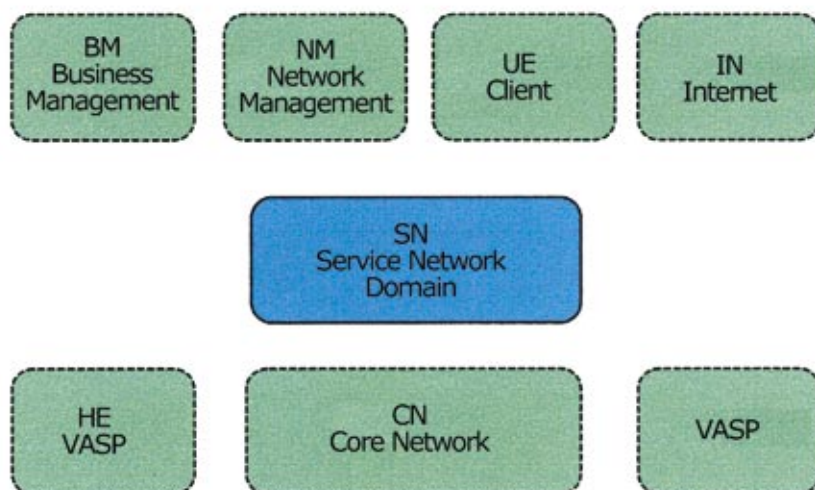 BM
Business
Management
NM
Network
Management
UE
Client
IN
Internet
SN
Service Network
Domain
HE
VASP
CN
Core Network
VASP